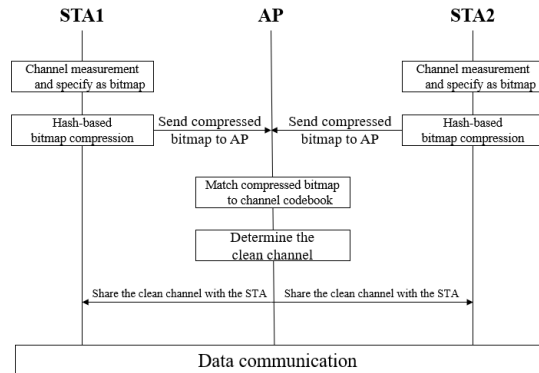 STA1
AP
STA2
Channel measurement
and specify as bitmap
Channel measurement
and specify as bitmap
Hash-based
bitmap compression
Send compressed
bitmap to AP
Send compressed
bitmap to AP
Hash-based
bitmap compression
Match compressed bitmap
to channel codebook
Determine the
clean channel
Share the clean channel with the STA
Share the clean channel with the STA
Data communication